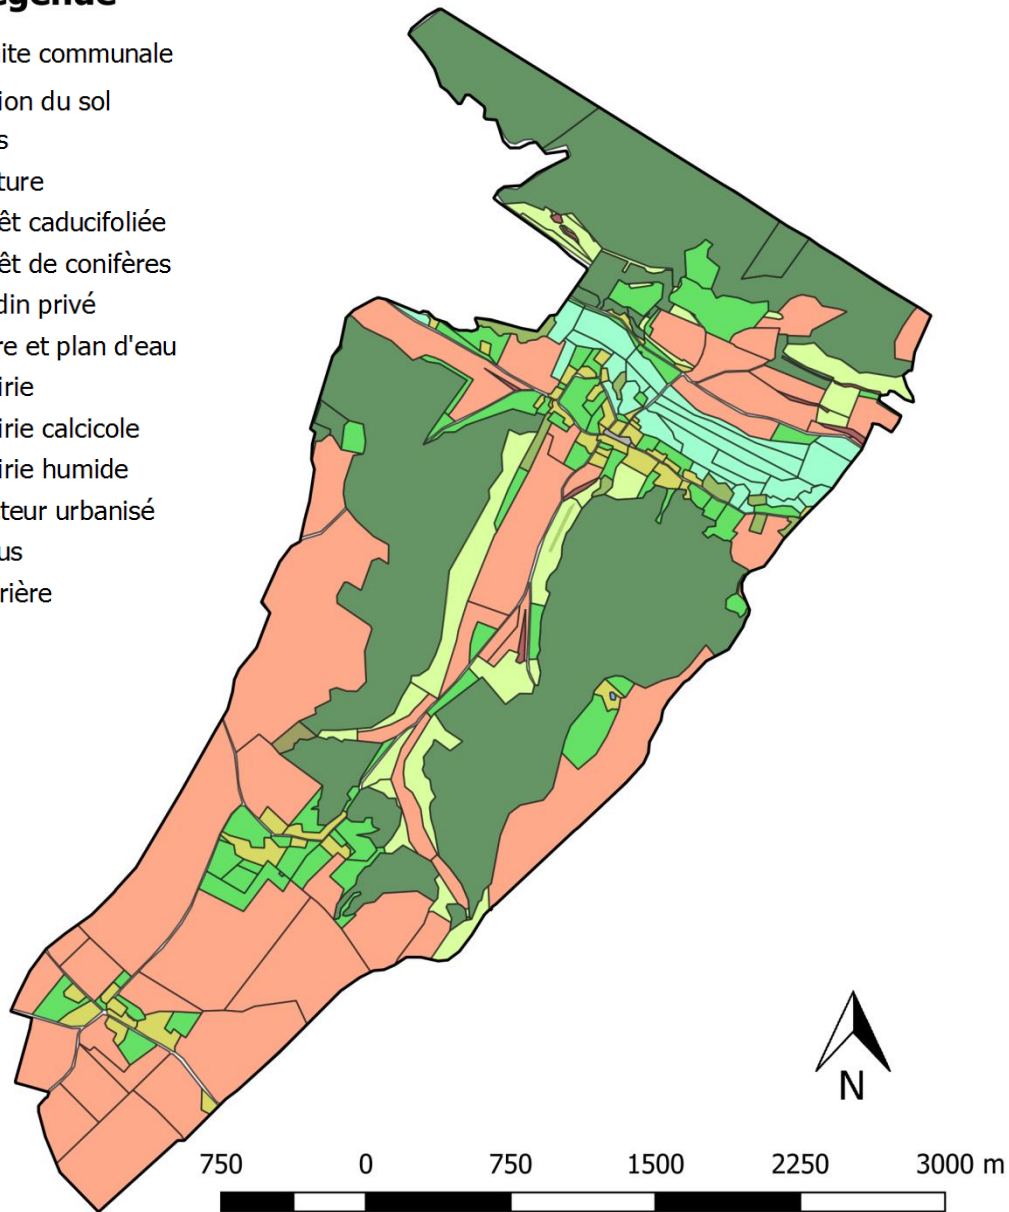 égende
ite communale
ion du sol
s
ture
êt caducifoliée
êt de conifères
din privé
re et plan d'eau
irie
irie calcicole
irie humide
teur urbanisé
us
rière
N
750 0 750 1500 2250 3000 m